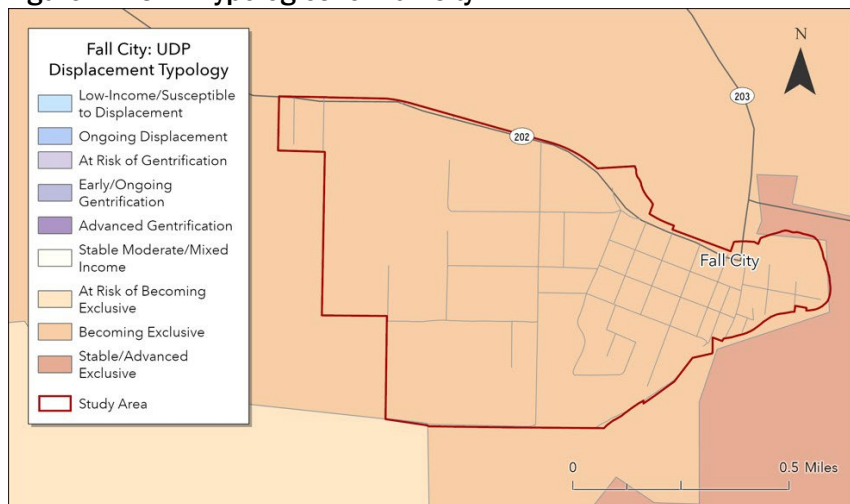 Fall City: UDP
Displacement Typology
Low-Income/Susceptible
to Displacement
Ongoing Displacement
At Risk of Gentrification
Early/Ongoing
Gentrification
Advanced Gentrification
Stable Moderate/Mixed
Income
At Risk of Becoming
Exclusive
Becoming Exclusive
Stable/Advanced
Exclusive
Study Area
N
203
202
Fall City
0 0.5 Miles